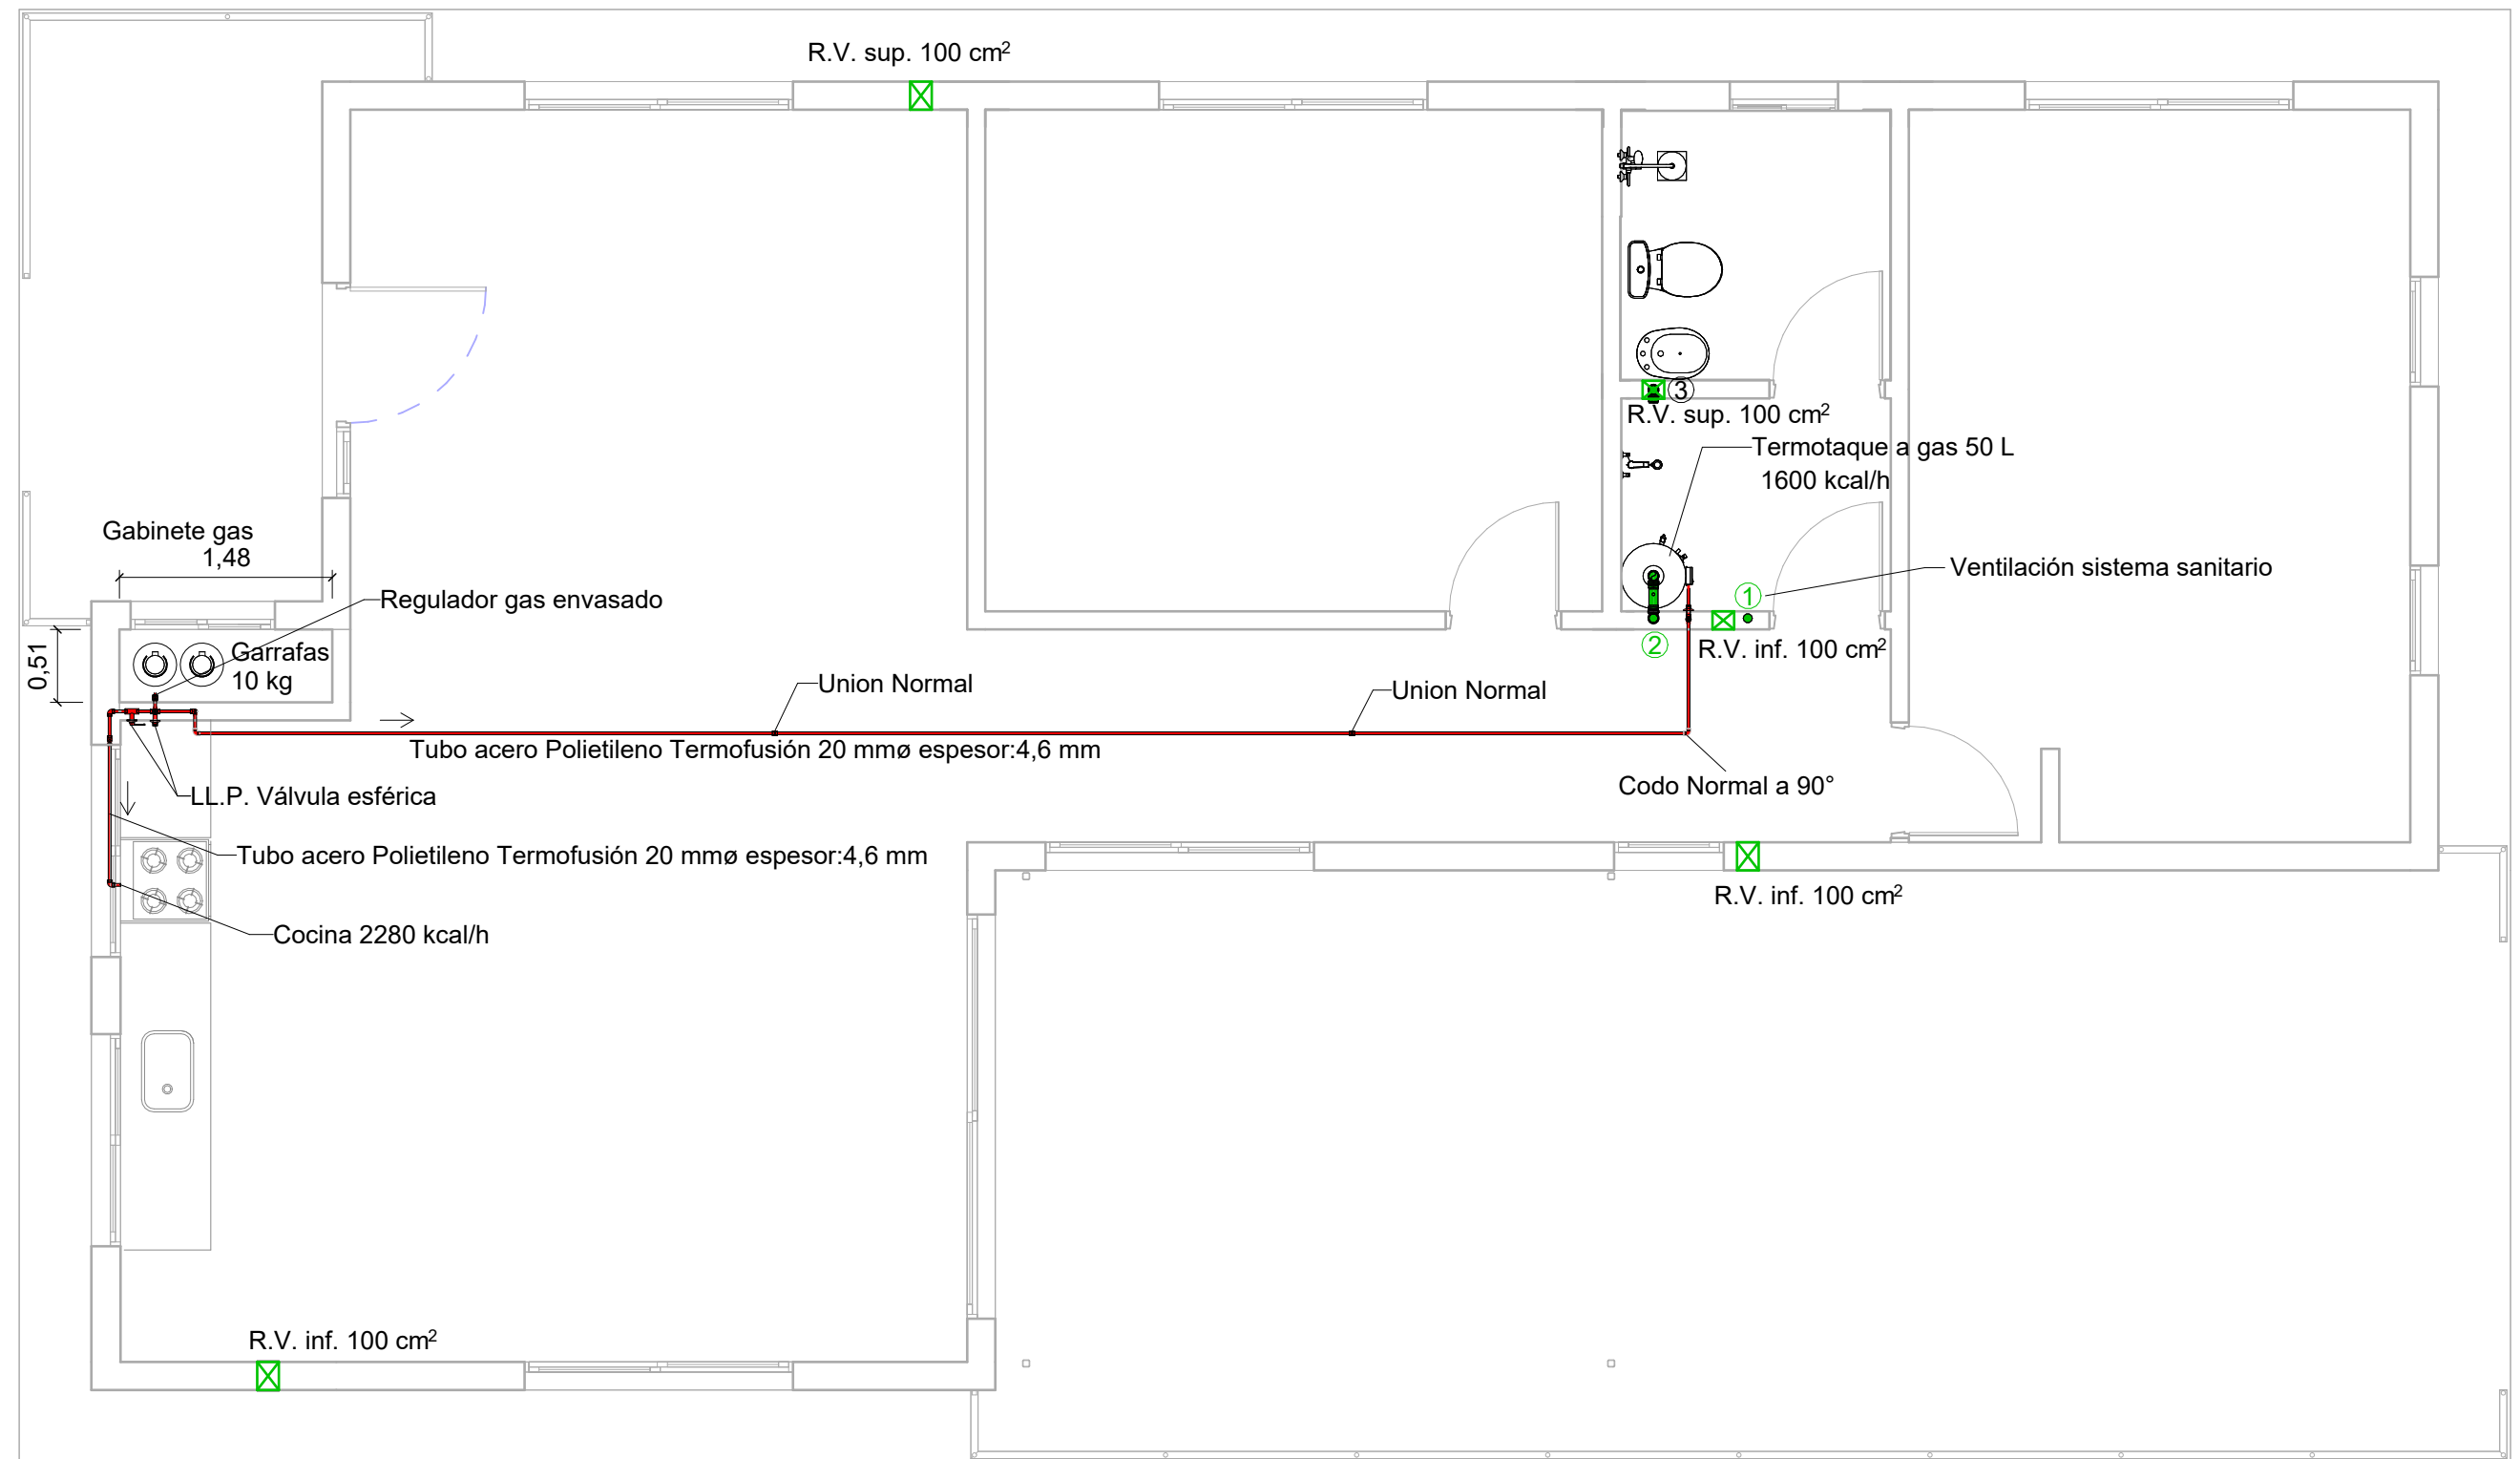 R.V. sup. 100 cm²
③
R.V. sup. 100 cm²
Termotaque a gas 50 L
1600 kcal/h
Gabinete gas
1,48
Ventilación sistema sanitario
①
Regulador gas envasado
②
R.V. inf. 100 cm²
0,51
Garrafas
10 kg
Union Normal
Union Normal
Tubo acero Polietileno Termofusión 20 mmø espesor:4,6 mm
Codo Normal a 90°
LL.P. Válvula esférica
Tubo acero Polietileno Termofusión 20 mmø espesor:4,6 mm
R.V. inf. 100 cm²
Cocina 2280 kcal/h
R.V. inf. 100 cm²